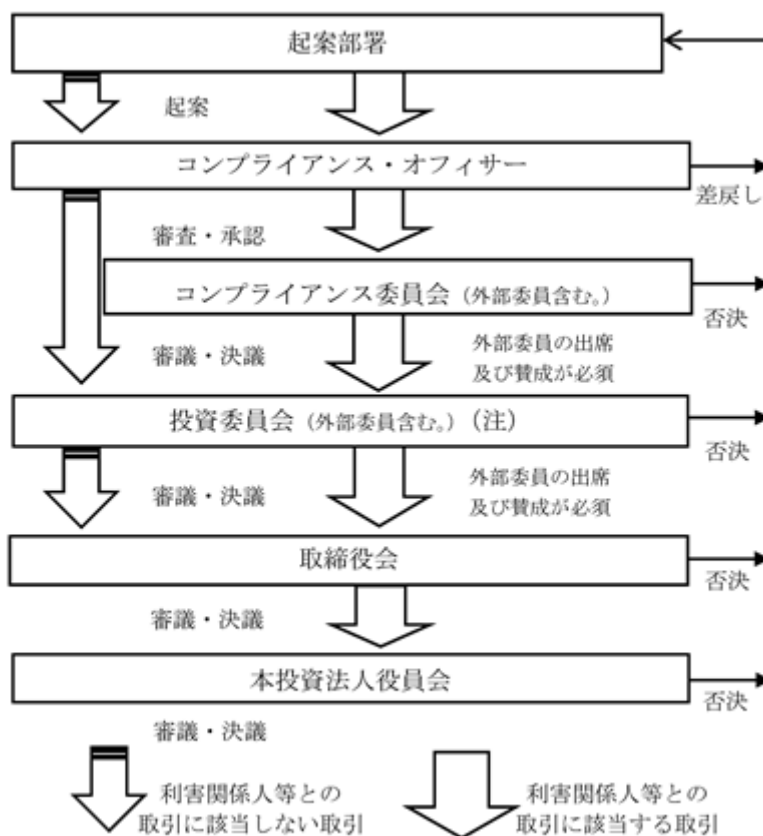 起案部署
起案
コンプライアンス・オフィサー
差戻し
審査・承認
コンプライアンス委員会（外部委員含む。）
否決
審議・決議
外部委員の出席
及び賛成が必須
投資委員会（外部委員含む。）（注）
否決
審議・決議
外部委員の出席
及び賛成が必須
取締役会
否決
審議・決議
本投資法人役員会
否決
審議・決議
利害関係人等との
取引に該当しない取引
利害関係人等との
取引に該当する取引